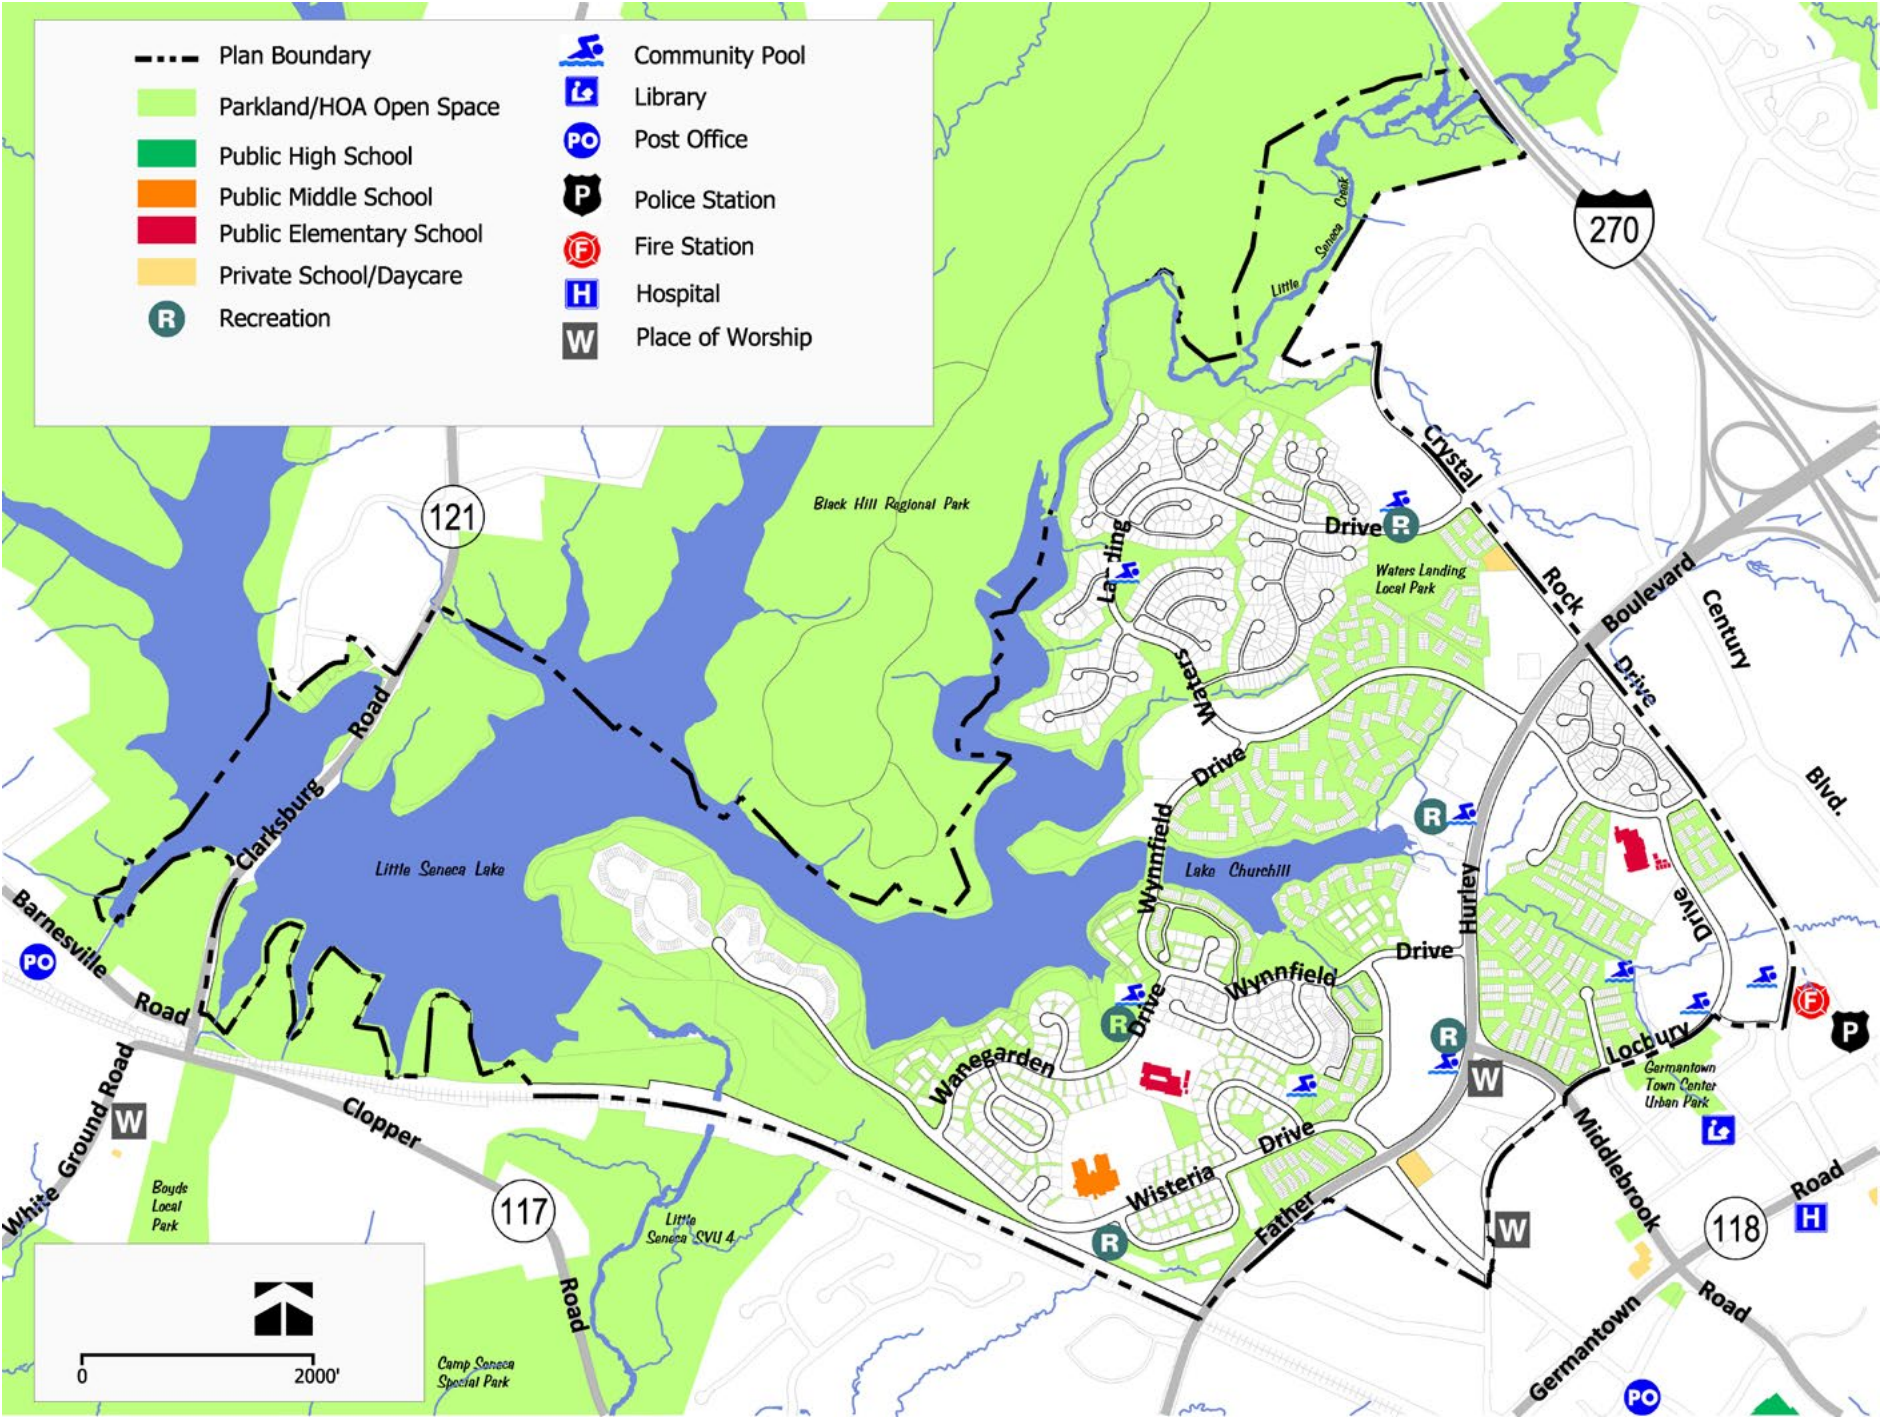 Plan Boundary
Parkland/HOA Open Space
Public High School
Public Middle School
Public Elementary School
Private School/Daycare
R
Recreation
Community Pool
Library
PO
Post Office
P
Police Station
F
Fire Station
H
Hospital
W
Place of Worship
270
121
Little Seneca Creek
Crystal
Rock
Drive
Black Hill Regional Park
Landing
Drive
R
Waters Landing
Local Park
Boulevard
Century
Blvd.
Waters
Drive
Road
Clarksburg
Little Seneca Lake
Wynnfield
Lake Churchill
R
Hurley
Drive
Drive
Wynnfield
Barnesville
Road
PO
R
Drive
Wanegarden
R
W
Locbury
F
P
Germantown
Town Center
Urban Park
White Ground Road
W
Clopper
Road
117
Boyds
Local
Park
Little
Seneca SVU 4
Wisteria
Drive
Father
R
W
Middlebrook
Road
118
Road
H
Germantown
PO
Camp Seneca
Special Park
0
2000'